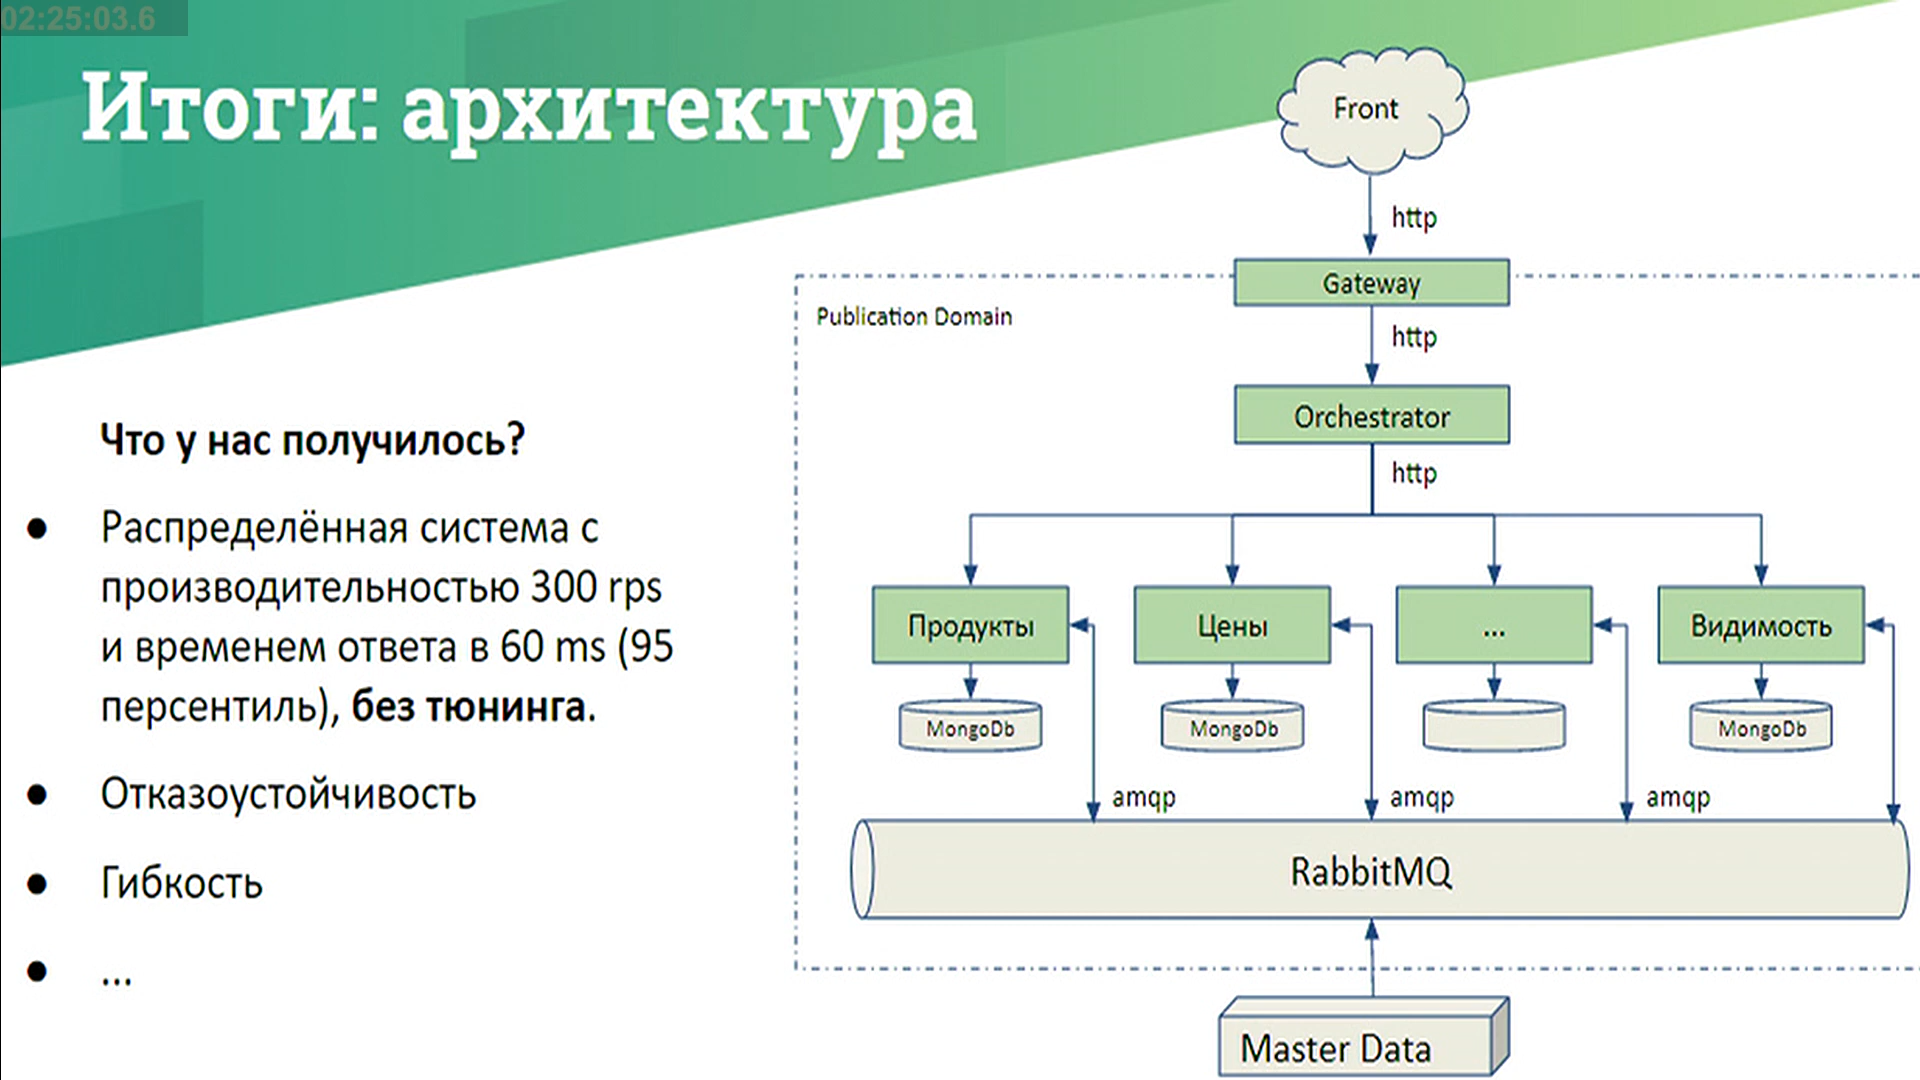 02:25:03.6
Итоги: архитектура
Что у нас получилось?
● Распределённая система с
производительностью 300 rps
и временем ответа в 60 ms (95
персентиль), без тюнинга.
● Отказоустойчивость
● Гибкость
● ...
Front
http
Gateway
Publication Domain
http
Orchestrator
http
Продукты
Цены
...
Видимость
MongoDb
MongoDb
MongoDb
amqp
amqp
amqp
RabbitMQ
Master Data